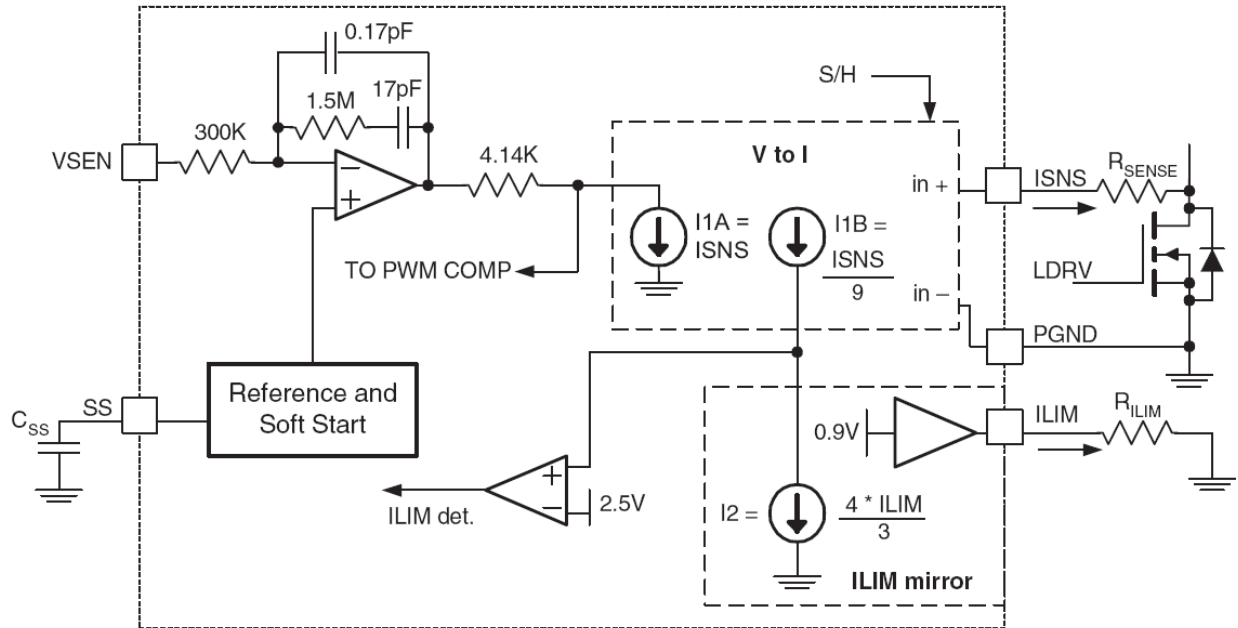 0.17pF
17pF
1.5M
300K
VSEN
4.14K
S/H
V to I
in +
ISNS
RSENSE
I1A =
ISNS
I1B =
ISNS
9
TO PWM COMP
LDRV
in –
PGND
Reference and
Soft Start
SS
CSS
0.9V
ILIM
RILIM
+
−
2.5V
ILIM det.
I2 =
4 * ILIM
3
ILIM mirror
−
+